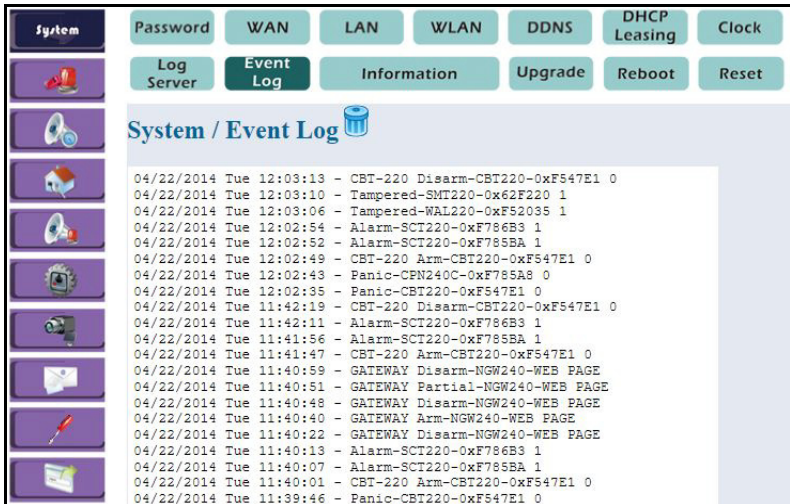 System
Password
WAN
LAN
WLAN
DDNS
DHCP
Leasing
Clock
Log
Server
Event
Log
Information
Upgrade
Reboot
Reset
System / Event Log
04/22/2014 Tue 12:03:13 - CBT-220 Disarm-CBT220-0xF547E1 0
04/22/2014 Tue 12:03:10 - Tampered-SMT220-0x62F220 1
04/22/2014 Tue 12:03:06 - Tampered-WAL220-0xF52035 1
04/22/2014 Tue 12:02:54 - Alarm-SCT220-0xF786B3 1
04/22/2014 Tue 12:02:52 - Alarm-SCT220-0xF785BA 1
04/22/2014 Tue 12:02:49 - CBT-220 Arm-CBT220-0xF547E1 0
04/22/2014 Tue 12:02:43 - Panic-CPN240C-0xF785A8 0
04/22/2014 Tue 12:02:35 - Panic-CBT220-0xF547E1 0
04/22/2014 Tue 11:42:19 - CBT-220 Disarm-CBT220-0xF547E1 0
04/22/2014 Tue 11:42:11 - Alarm-SCT220-0xF786B3 1
04/22/2014 Tue 11:41:56 - Alarm-SCT220-0xF785BA 1
04/22/2014 Tue 11:41:47 - CBT-220 Arm-CBT220-0xF547E1 0
04/22/2014 Tue 11:40:59 - GATEWAY Disarm-NGW240-WEB PAGE
04/22/2014 Tue 11:40:51 - GATEWAY Partial-NGW240-WEB PAGE
04/22/2014 Tue 11:40:48 - GATEWAY Disarm-NGW240-WEB PAGE
04/22/2014 Tue 11:40:40 - GATEWAY Arm-NGW240-WEB PAGE
04/22/2014 Tue 11:40:22 - GATEWAY Disarm-NGW240-WEB PAGE
04/22/2014 Tue 11:40:13 - Alarm-SCT220-0xF786B3 1
04/22/2014 Tue 11:40:07 - Alarm-SCT220-0xF785BA 1
04/22/2014 Tue 11:40:01 - CBT-220 Arm-CBT220-0xF547E1 0
04/22/2014 Tue 11:39:46 - Panic-CBT220-0xF547E1 0